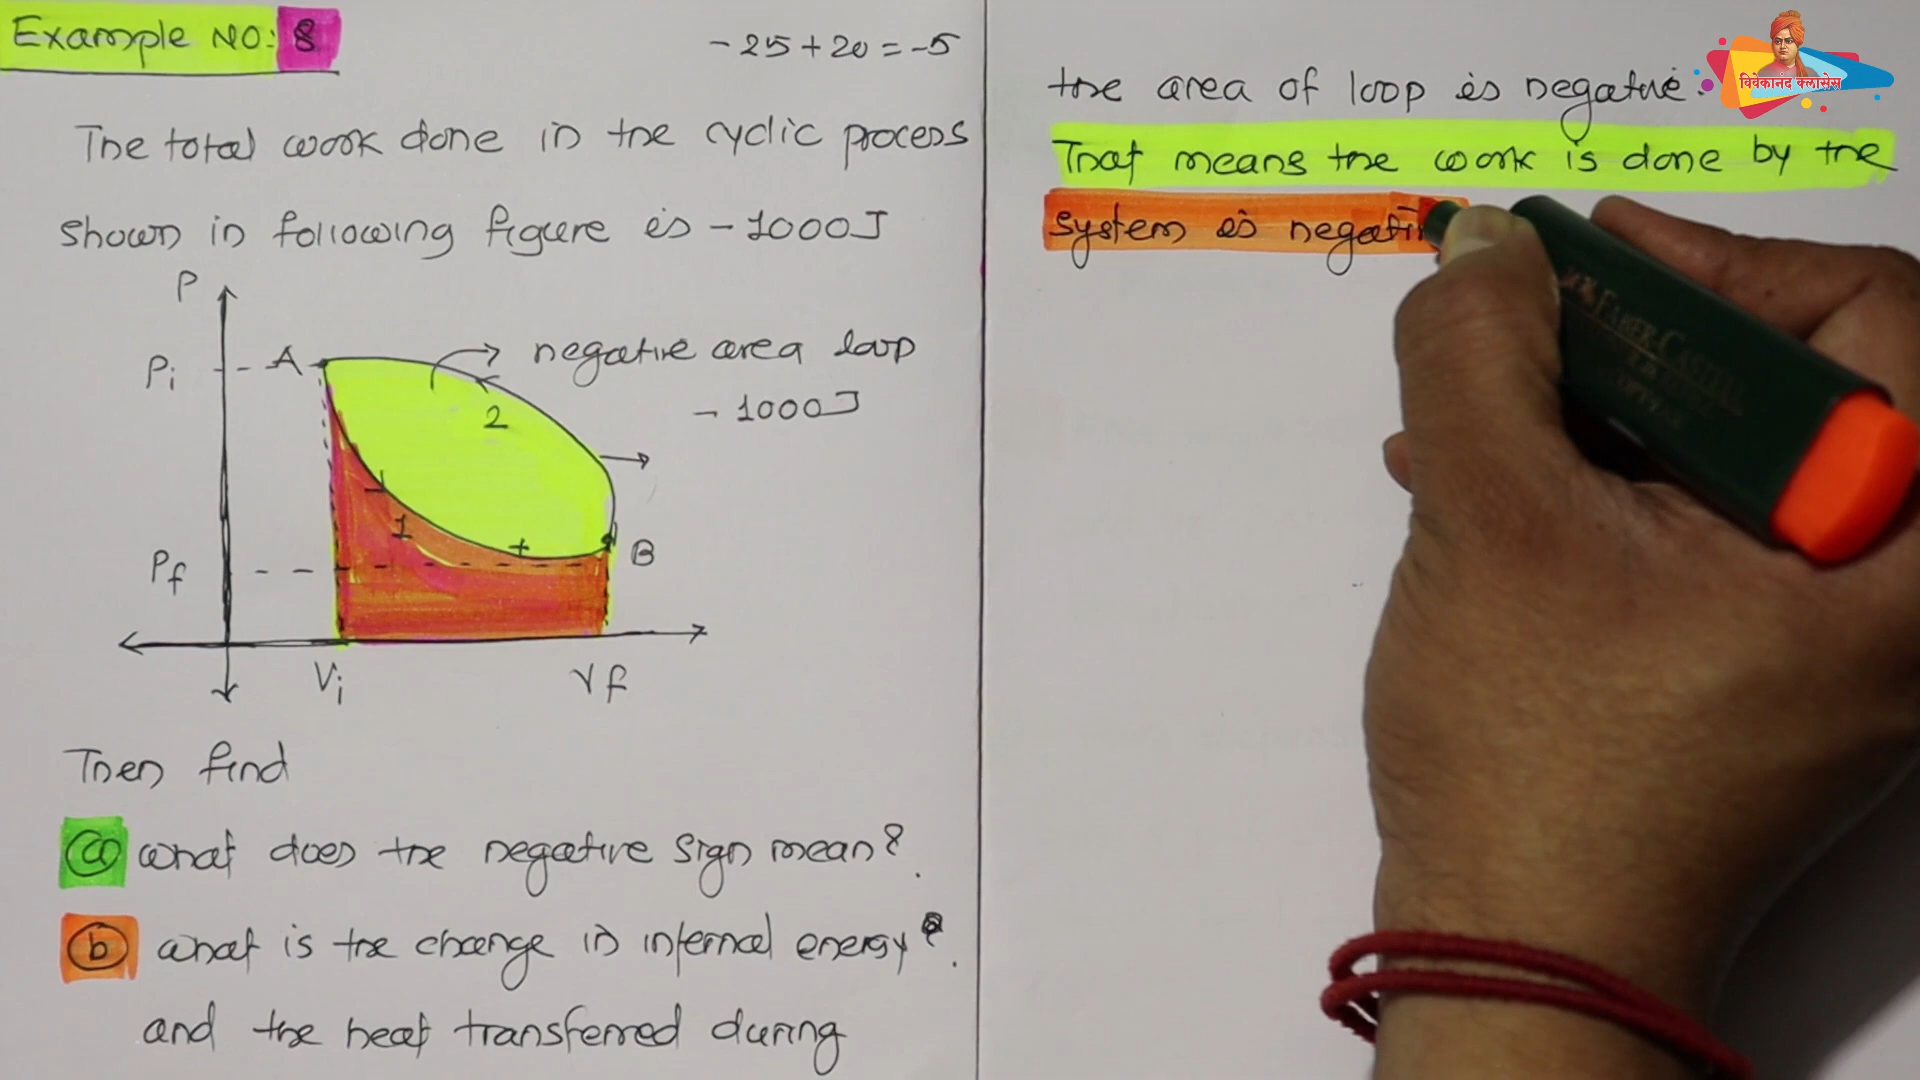 Example NO: 8
-25+20=-5
The total work done in the cyclic process
shown in following figure is -1000J
P
Pi
A
negative area loop
-1000J
2
1
B
Pf
Vi
Vf
Then find
a what does the negative sign mean?
b what is the change in internal energy?
and the heat transferred during
the area of loop is negative.
That means the work is done by the
system is
विवेकानंद क्लासेस
FABER-CASTELL